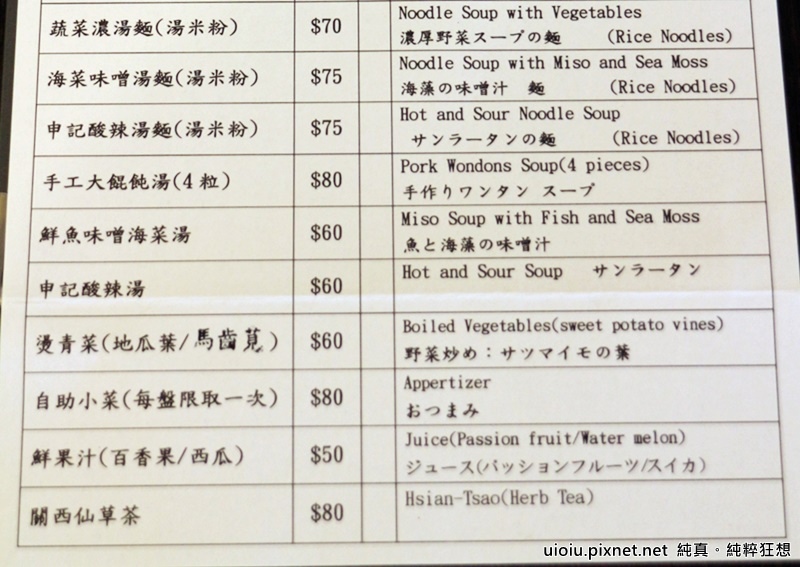 蔬菜濃湯麵(湯米粉) $70 Noodle Soup with Vegetables
濃厚野菜スープの麺 (Rice Noodles)
海菜味噌湯麵(湯米粉) $75 Noodle Soup with Miso and Sea Moss
海藻の味噌汁 麺 (Rice Noodles)
申記酸辣湯麵(湯米粉) $75 Hot and Sour Noodle Soup
サンラータンの麺 (Rice Noodles)
手工大餛飩湯(4粒) $80 Pork Wondons Soup(4 pieces)
手作りワンタン スープ
鮮魚味噌海菜湯 $60 Miso Soup with Fish and Sea Moss
魚と海藻の味噌汁
申記酸辣湯 $60 Hot and Sour Soup サンラータン
燙青菜(地瓜葉/馬齒莧) $60 Boiled Vegetables(sweet potato vines)
野菜炒め：サツマイモの葉
自助小菜(每盤限取一次) $80 Appertizer
おつまみ
鮮果汁(百香果/西瓜) $50 Juice(Passion fruit/Water melon)
ジュース(パッションフルーツ/スイカ)
關西仙草茶 $80 Hsian-Tsao(Herb Tea)
uioiu.pixnet.net 純真。純粹狂想